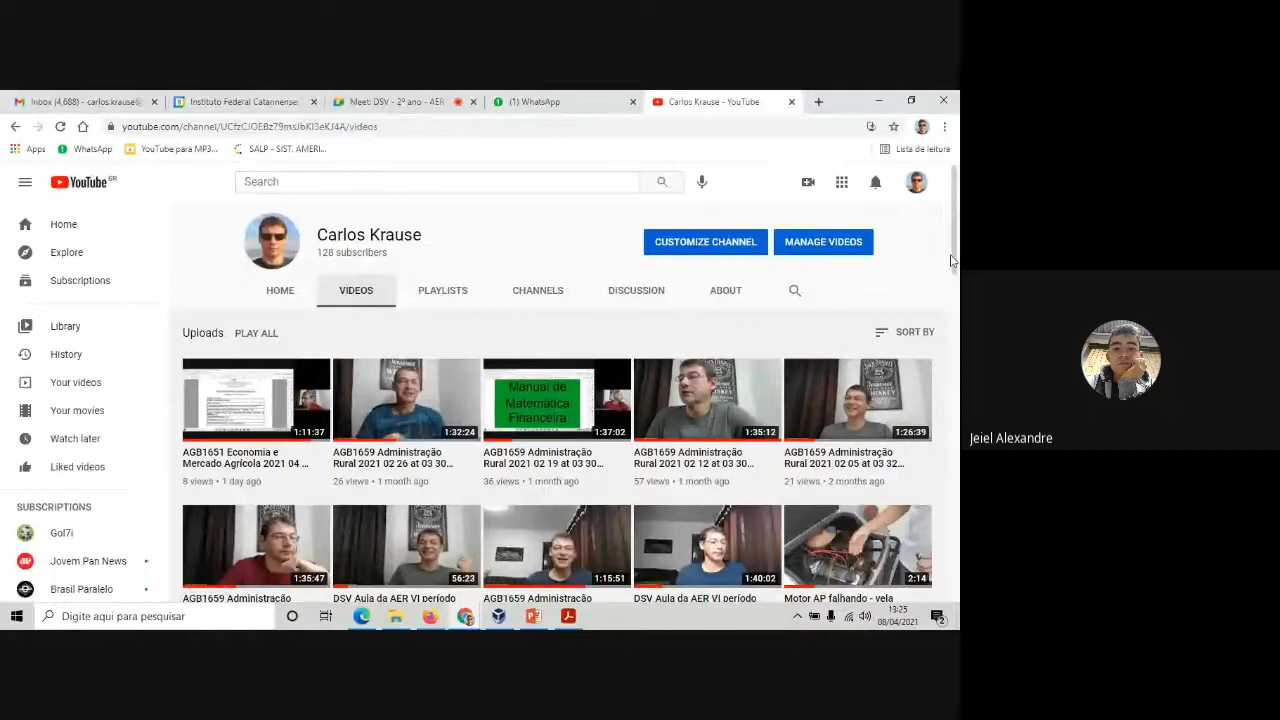 Inbox (4,688) - carlos.krause@
Instituto Federal Catarinense
Meet: DSV - 2º ano - AER
(1) WhatsApp
Carlos Krause - YouTube
Apps
WhatsApp
YouTube para MP3...
SALP - SIST. AMERI...
Lista de leitura
YouTube BR
Search
Home
Explore
Subscriptions
Library
History
Your videos
Your movies
Watch later
Liked videos
SUBSCRIPTIONS
Gol7i
Jovem Pan News
Brasil Paralelo
Carlos Krause
128 subscribers
CUSTOMIZE CHANNEL
MANAGE VIDEOS
HOME
VIDEOS
PLAYLISTS
CHANNELS
DISCUSSION
ABOUT
Uploads
PLAY ALL
SORT BY
1:11:37
AGB1651 Economia e
Mercado Agrícola 2021 04 ...
8 views • 1 day ago
1:32:24
AGB1659 Administração
Rural 2021 02 26 at 03 30...
26 views • 1 month ago
Manual de
Matemática
Financeira
1:37:02
AGB1659 Administração
Rural 2021 02 19 at 03 30...
36 views • 1 month ago
1:35:12
AGB1659 Administração
Rural 2021 02 12 at 03 30...
57 views • 1 month ago
1:26:39
AGB1659 Administração
Rural 2021 02 05 at 03 32...
21 views • 2 months ago
1:35:47
AGB1659 Administração
56:23
DSV Aula da AER VI período
1:15:51
AGB1659 Administração
1:40:02
DSV Aula da AER VI período
2:14
Motor AP falhando - vela
Digite aqui para pesquisar
13:25
08/04/2021
2
Jeiel Alexandre